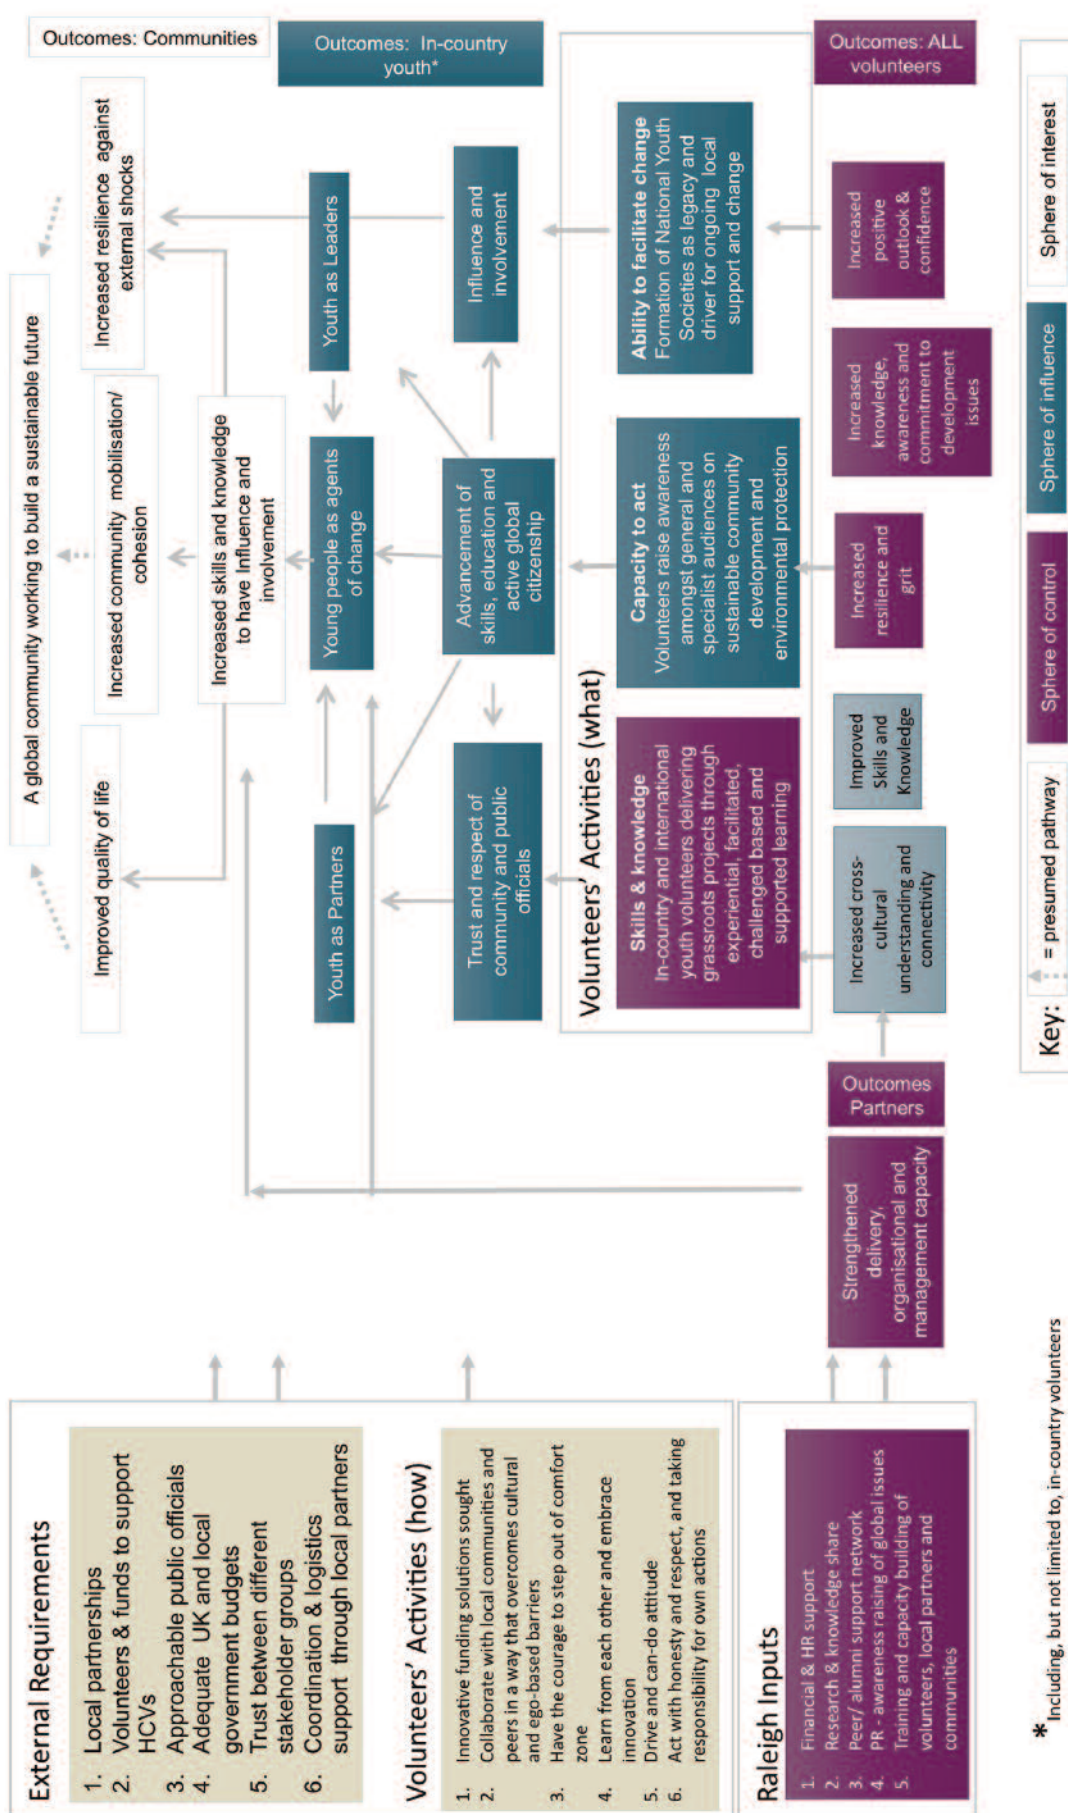 External Requirements
1. Local partnerships
2. Volunteers & funds to support
HCVs
3. Approachable public officials
4. Adequate UK and local
government budgets
5. Trust between different
stakeholder groups
6. Coordination & logistics
support through local partners
Volunteers' Activities (how)
1. Innovative funding solutions sought
2. Collaborate with local communities and
peers in a way that overcomes cultural
and ego-based barriers
3. Have the courage to step out of comfort
zone
4. Learn from each other and embrace
innovation
5. Drive and can-do attitude
6. Act with honesty and respect, and taking
responsibility for own actions
Raleigh Inputs
1. Financial & HR support
2. Research & knowledge share
3. Peer/ alumni support network
4. PR - awareness raising of global issues
5. Training and capacity building of
volunteers, local partners and
communities
A global community working to build a sustainable future
Improved quality of life
Increased community mobilisation/
cohesion
Increased resilience against
external shocks
Outcomes: Communities
Increased skills and knowledge
to have Influence and
involvement
Youth as Partners
Young people as agents
of change
Youth as Leaders
Outcomes: In-country
youth*
Trust and respect of
community and public
officials
Advancement of
skills, education and
active global
citizenship
Influence and
involvement
Volunteers' Activities (what)
Skills & knowledge
In-country and international
youth volunteers delivering
grassroots projects through
experiential, facilitated,
challenged based and
supported learning
Capacity to act
Volunteers raise awareness
amongst general and
specialist audiences on
sustainable community
development and
environmental protection
Ability to facilitate change
Formation of National Youth
Societies as legacy and
driver for ongoing local
support and change
Strengthened
delivery,
organisational and
management capacity
Outcomes
Partners
Increased cross-
cultural
understanding and
connectivity
Improved
Skills and
Knowledge
Increased
resilience and
grit
Increased
knowledge,
awareness and
commitment to
development
issues
Increased
positive
outlook &
confidence
Outcomes: ALL
volunteers
Key:
= presumed pathway
Sphere of control
Sphere of influence
Sphere of interest
*Including, but not limited to, in-country volunteers